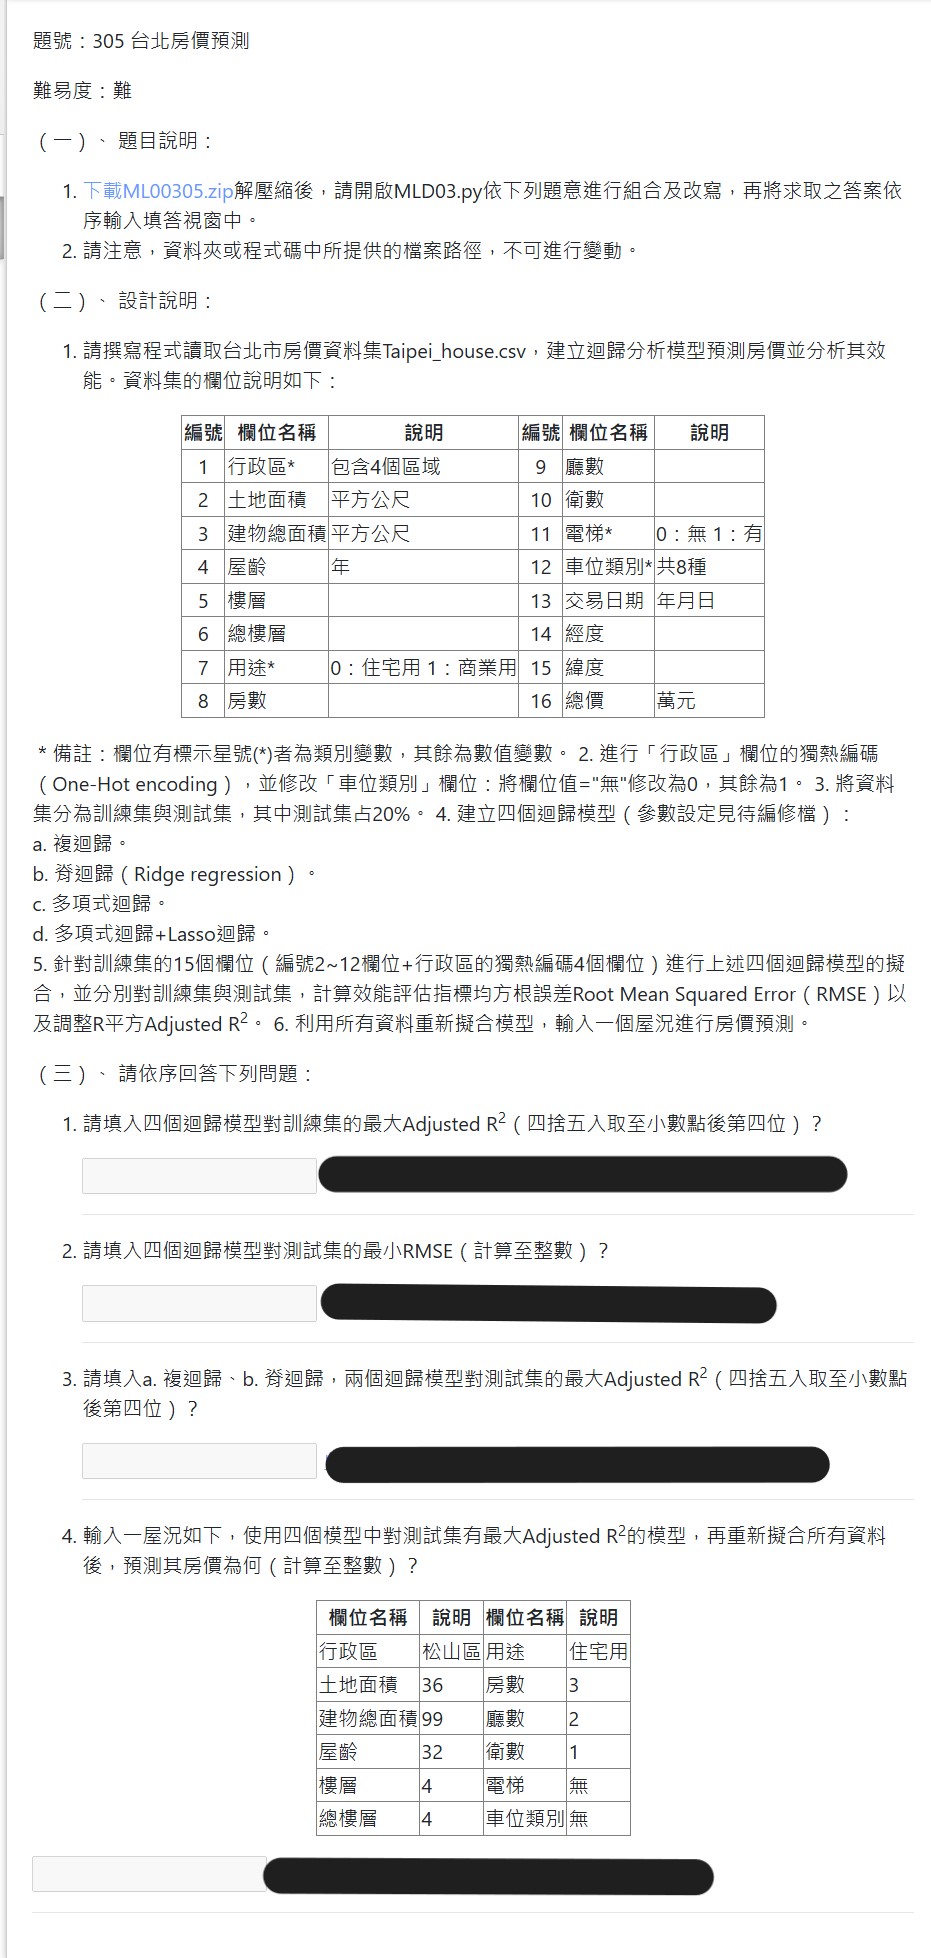 題號：305 台北房價預測
難易度：難
（一）、 題目說明：
1. 下載ML00305.zip解壓縮後，請開啟MLD03.py依下列題意進行組合及改寫，再將求取之答案依
序輸入填答視窗中。
2. 請注意，資料夾或程式碼中所提供的檔案路徑，不可進行變動。
（二）、 設計說明：
1. 請撰寫程式讀取台北市房價資料集Taipei_house.csv，建立迴歸分析模型預測房價並分析其效
能。資料集的欄位說明如下：
編號 欄位名稱 說明 編號 欄位名稱 說明
1 行政區* 包含4個區域 9 廳數
2 土地面積 平方公尺 10 衛數
3 建物總面積 平方公尺 11 電梯* 0：無 1：有
4 屋齡 年 12 車位類別* 共8種
5 樓層 13 交易日期 年月日
6 總樓層 14 經度
7 用途* 0：住宅用 1：商業用 15 緯度
8 房數 16 總價 萬元
* 備註：欄位有標示星號(*)者為類別變數，其餘為數值變數。 2. 進行「行政區」欄位的獨熱編碼
（One-Hot encoding），並修改「車位類別」欄位：將欄位值="無"修改為0，其餘為1。 3. 將資料
集分為訓練集與測試集，其中測試集占20%。 4. 建立四個迴歸模型（參數設定見待編修檔）：
a. 複迴歸。
b. 脊迴歸（Ridge regression）。
c. 多項式迴歸。
d. 多項式迴歸+Lasso迴歸。
5. 針對訓練集的15個欄位（編號2~12欄位+行政區的獨熱編碼4個欄位）進行上述四個迴歸模型的擬
合，並分別對訓練集與測試集，計算效能評估指標均方根誤差Root Mean Squared Error（RMSE）以
及調整R平方Adjusted R²。 6. 利用所有資料重新擬合模型，輸入一個屋況進行房價預測。
（三）、 請依序回答下列問題：
1. 請填入四個迴歸模型對訓練集的最大Adjusted R²（四捨五入取至小數點後第四位）？
2. 請填入四個迴歸模型對測試集的最小RMSE（計算至整數）？
3. 請填入a. 複迴歸、b. 脊迴歸，兩個迴歸模型對測試集的最大Adjusted R²（四捨五入取至小數點
後第四位）？
4. 輸入一屋況如下，使用四個模型中對測試集有最大Adjusted R²的模型，再重新擬合所有資料
後，預測其房價為何（計算至整數）？
欄位名稱 說明 欄位名稱 說明
行政區 松山區 用途 住宅用
土地面積 36 房數 3
建物總面積 99 廳數 2
屋齡 32 衛數 1
樓層 4 電梯 無
總樓層 4 車位類別 無